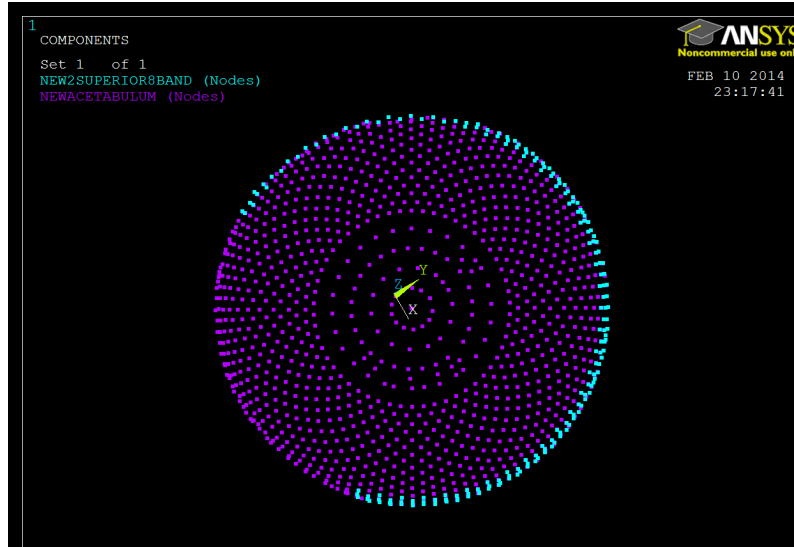 1
COMPONENTS
Set 1 of 1
NEW2SUPERIOR8BAND (Nodes)
NEWACETABULUM (Nodes)
ANSYS
Noncommercial use onl
FEB 10 2014
23:17:41
Z
Y
X